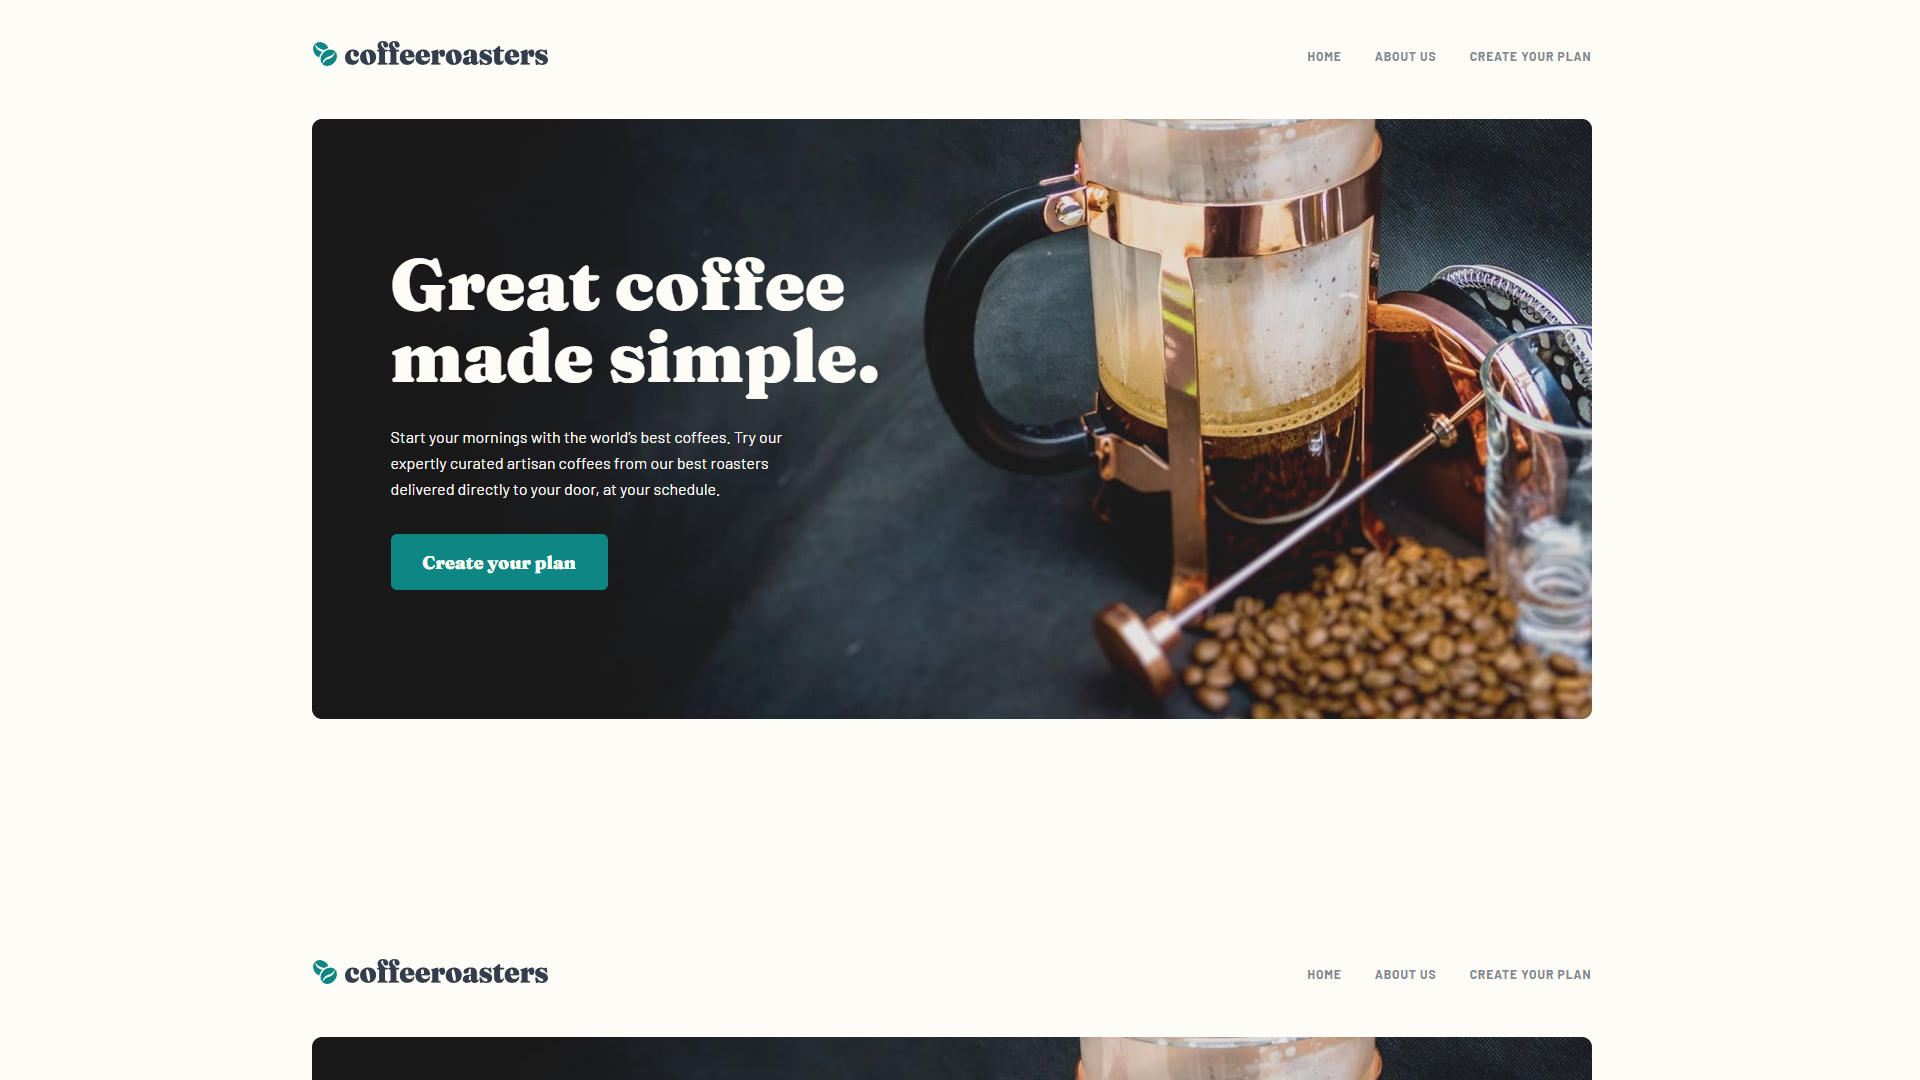 coffeeroasters
HOME ABOUT US CREATE YOUR PLAN
Great coffee
made simple.
Start your mornings with the world’s best coffees. Try our
expertly curated artisan coffees from our best roasters
delivered directly to your door, at your schedule.
Create your plan
coffeeroasters
HOME ABOUT US CREATE YOUR PLAN